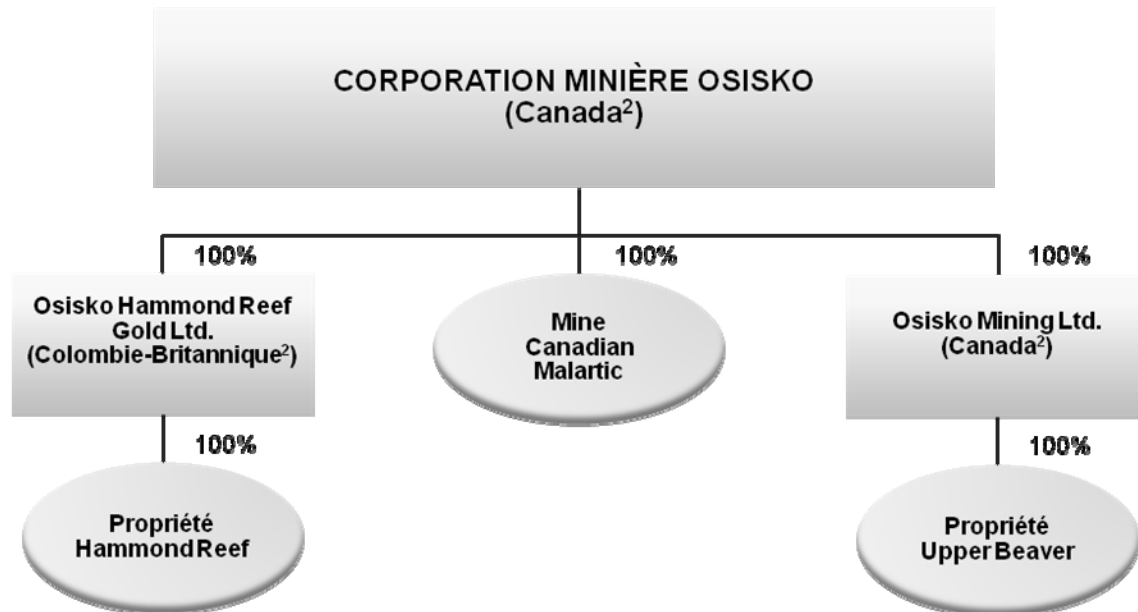 CORPORATION MINIÈRE OSISKO
(Canada²)
100%
100%
100%
Osisko Hammond Reef
Gold Ltd.
(Colombie-Britannique²)
Mine
Canadian
Malartic
Osisko Mining Ltd.
(Canada²)
100%
100%
Propriété
Hammond Reef
Propriété
Upper Beaver